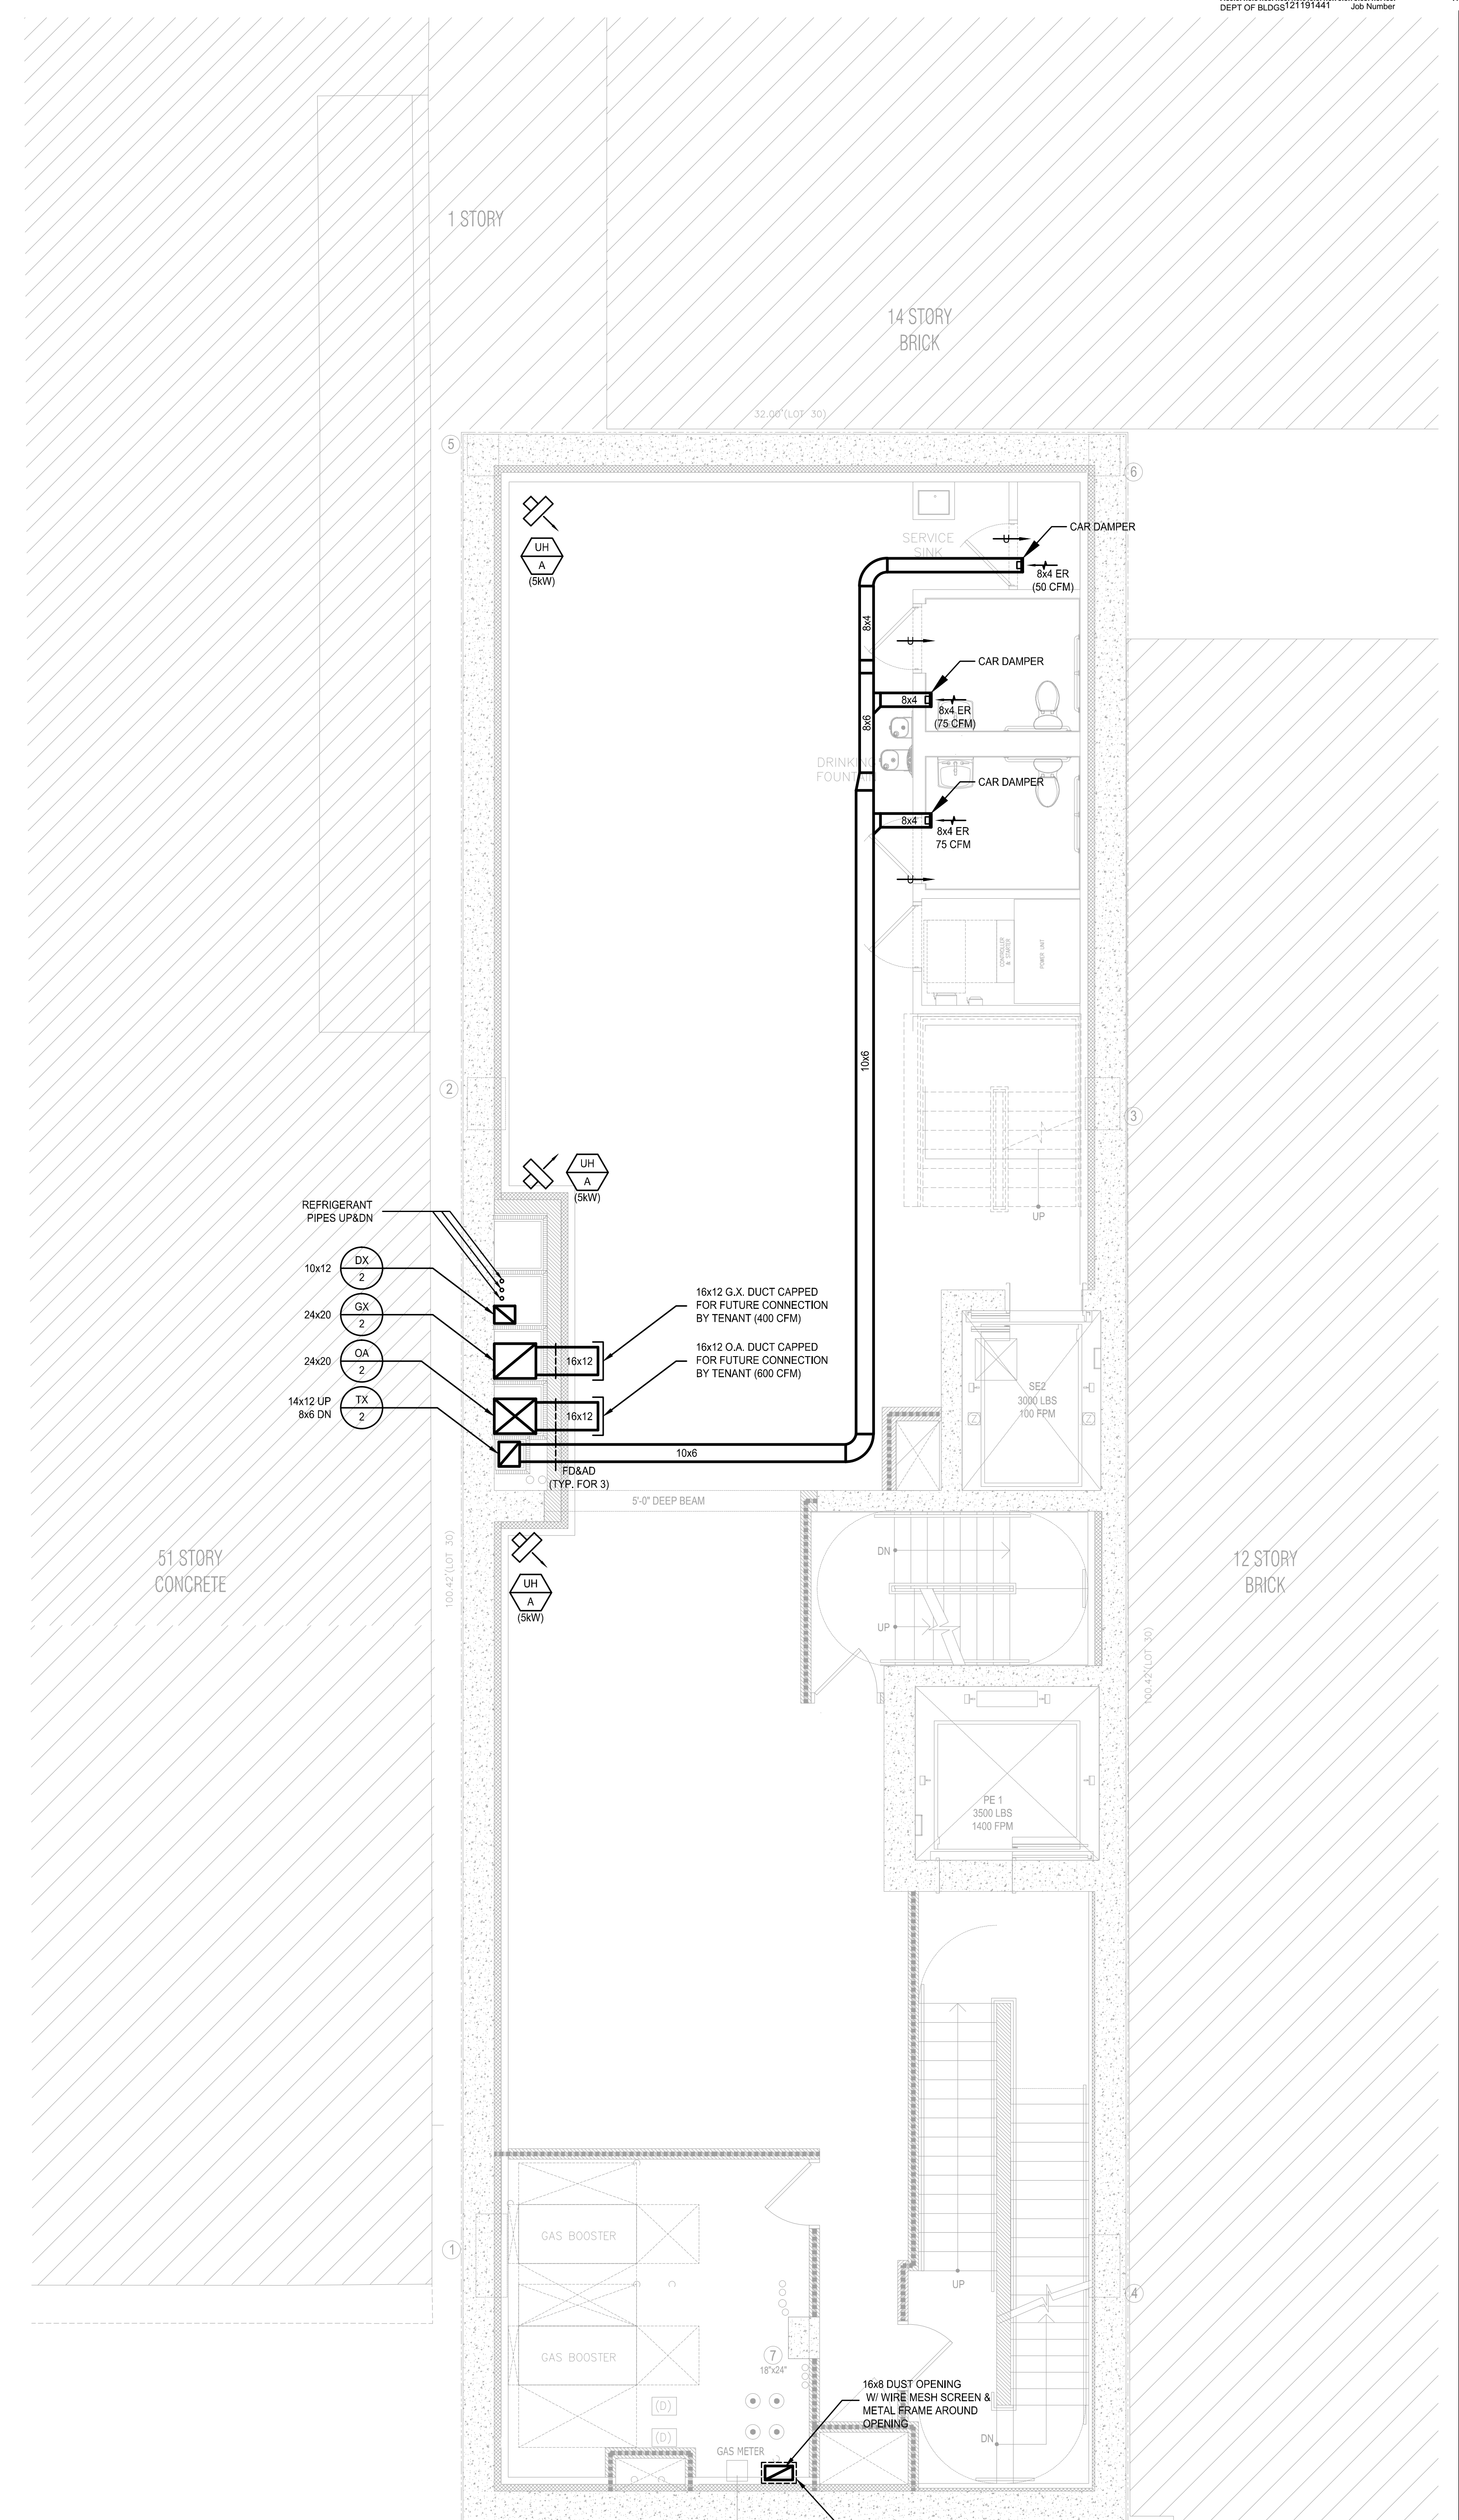 DEPT OF BLDGS121191441 Job Number
1 STORY
14 STORY
BRICK
32.00'(LOT 30)
5
6
SERVICE
SINK
U
CAR DAMPER
UH
A
(5kW)
8x4 ER
(50 CFM)
8x4
U
CAR DAMPER
8x4
8x4 ER
(75 CFM)
8x6
DRINKING
FOUNTAIN
CAR DAMPER
8x4
8x4 ER
75 CFM
U
CONTROLLER
& STARTER
POWER UNIT
10x6
2
3
UH
A
(5kW)
UP
REFRIGERANT
PIPES UP&DN
10x12
DX
2
24x20
GX
2
24x20
OA
2
14x12 UP
8x6 DN
TX
2
16x12 G.X. DUCT CAPPED
FOR FUTURE CONNECTION
BY TENANT (400 CFM)
16x12
16x12 O.A. DUCT CAPPED
FOR FUTURE CONNECTION
BY TENANT (600 CFM)
16x12
SE2
3000 LBS
100 FPM
10x6
FD&AD
(TYP. FOR 3)
5'-0" DEEP BEAM
51 STORY
CONCRETE
100.42'(LOT 30)
UH
A
(5kW)
DN
UP
12 STORY
BRICK
100.42'(LOT 30)
PE 1
3500 LBS
1400 FPM
GAS BOOSTER
1
4
UP
GAS BOOSTER
7
18"x24"
(D)
(D)
16x8 DUST OPENING
W/ WIRE MESH SCREEN &
METAL FRAME AROUND
OPENING
GAS METER
DN